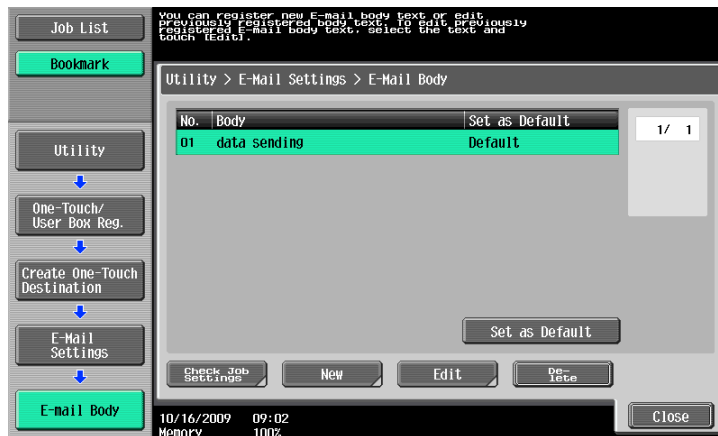 Job List
Bookmark
You can register new E-mail body text or edit
previously registered body text. To edit previously
registered E-mail body text, select the text and
touch [Edit].
Utility > E-Mail Settings > E-Mail Body
No. Body Set as Default
01 data sending Default
1/ 1
Utility
One-Touch/
User Box Reg.
Create One-Touch
Destination
E-Mail
Settings
E-mail Body
Set as Default
Check Job
Settings
New
Edit
De-
lete
10/16/2009 09:02
Memory 100%
Close